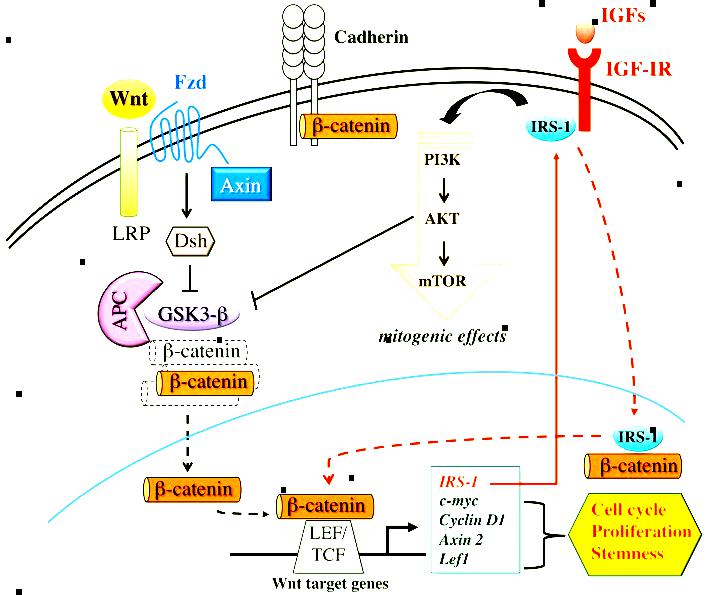 IGFs
Cadherin
Fzd
IGF-IR
Wnt
β-catenin
IRS-1
PI3K
Axin
LRP
Dsh
AKT
APC
GSK3-β
mTOR
mitogenic effects
β-catenin
β-catenin
IRS-1
β-catenin
β-catenin
β-catenin
IRS-1
c-myc
Cyclin D1
Axin 2
Lef1
Cell cycle
Proliferation
Stemness
LEF/
TCF
Wnt target genes